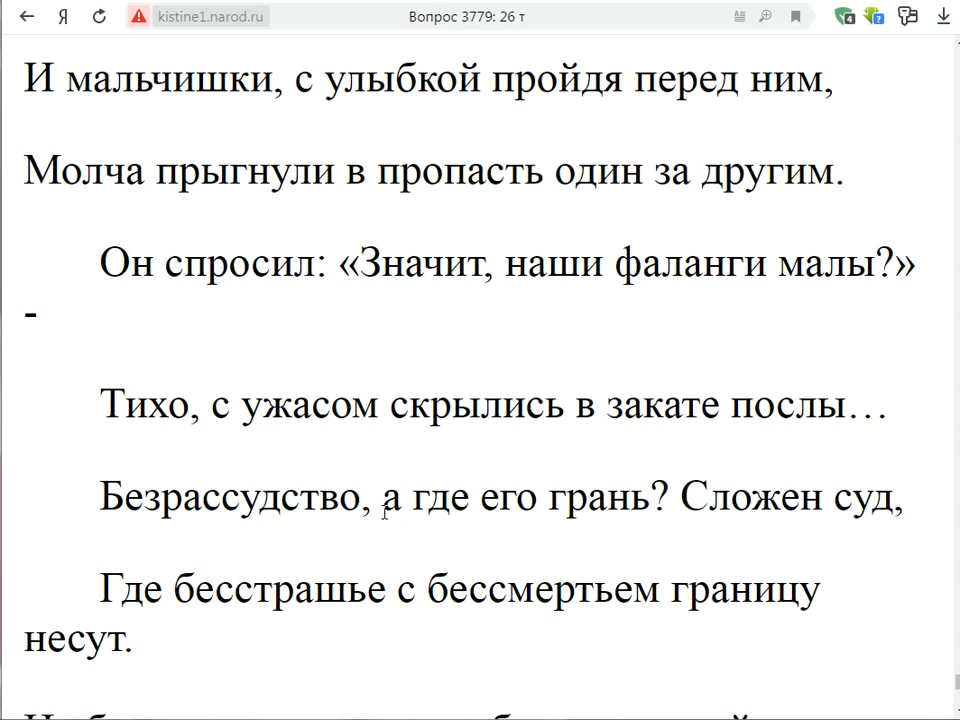 Я kistine1.narod.ru Вопрос 3779: 26 т
4 ?
И мальчишки, с улыбкой пройдя перед ним,
Молча прыгнули в пропасть один за другим.
Он спросил: «Значит, наши фаланги малы?»
-
Тихо, с ужасом скрылись в закате послы…
Безрассудство, а где его грань? Сложен суд,
Где бесстрашье с бессмертьем границу
несут.